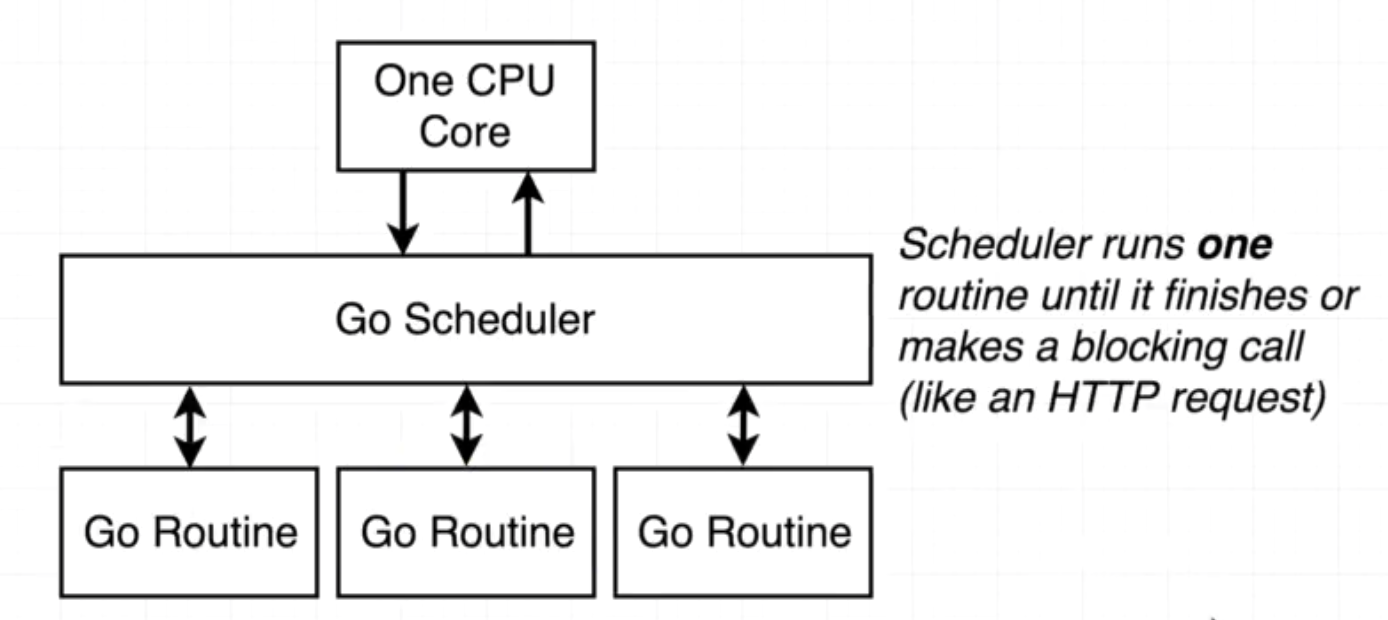 One CPU
Core
Go Scheduler
Scheduler runs one
routine until it finishes or
makes a blocking call
(like an HTTP request)
Go Routine
Go Routine
Go Routine